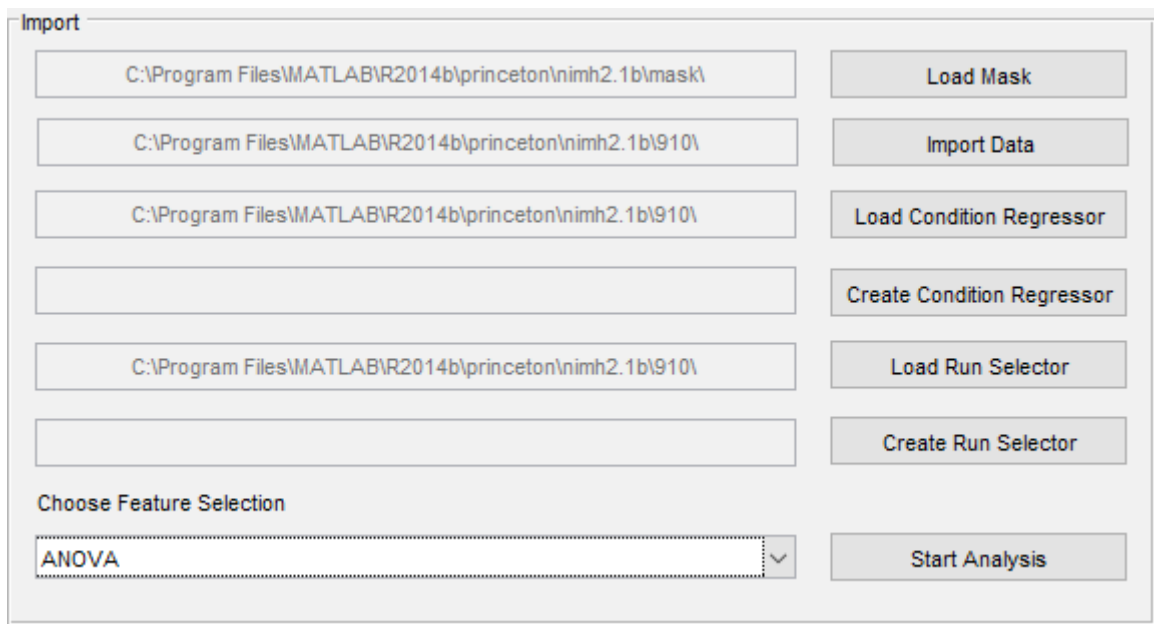 Import
C:\Program Files\MATLAB\R2014b\princeton\nimh2.1b\mask\
Load Mask
C:\Program Files\MATLAB\R2014b\princeton\nimh2.1b\910\
Import Data
C:\Program Files\MATLAB\R2014b\princeton\nimh2.1b\910\
Load Condition Regressor
Create Condition Regressor
C:\Program Files\MATLAB\R2014b\princeton\nimh2.1b\910\
Load Run Selector
Create Run Selector
Choose Feature Selection
ANOVA
Start Analysis